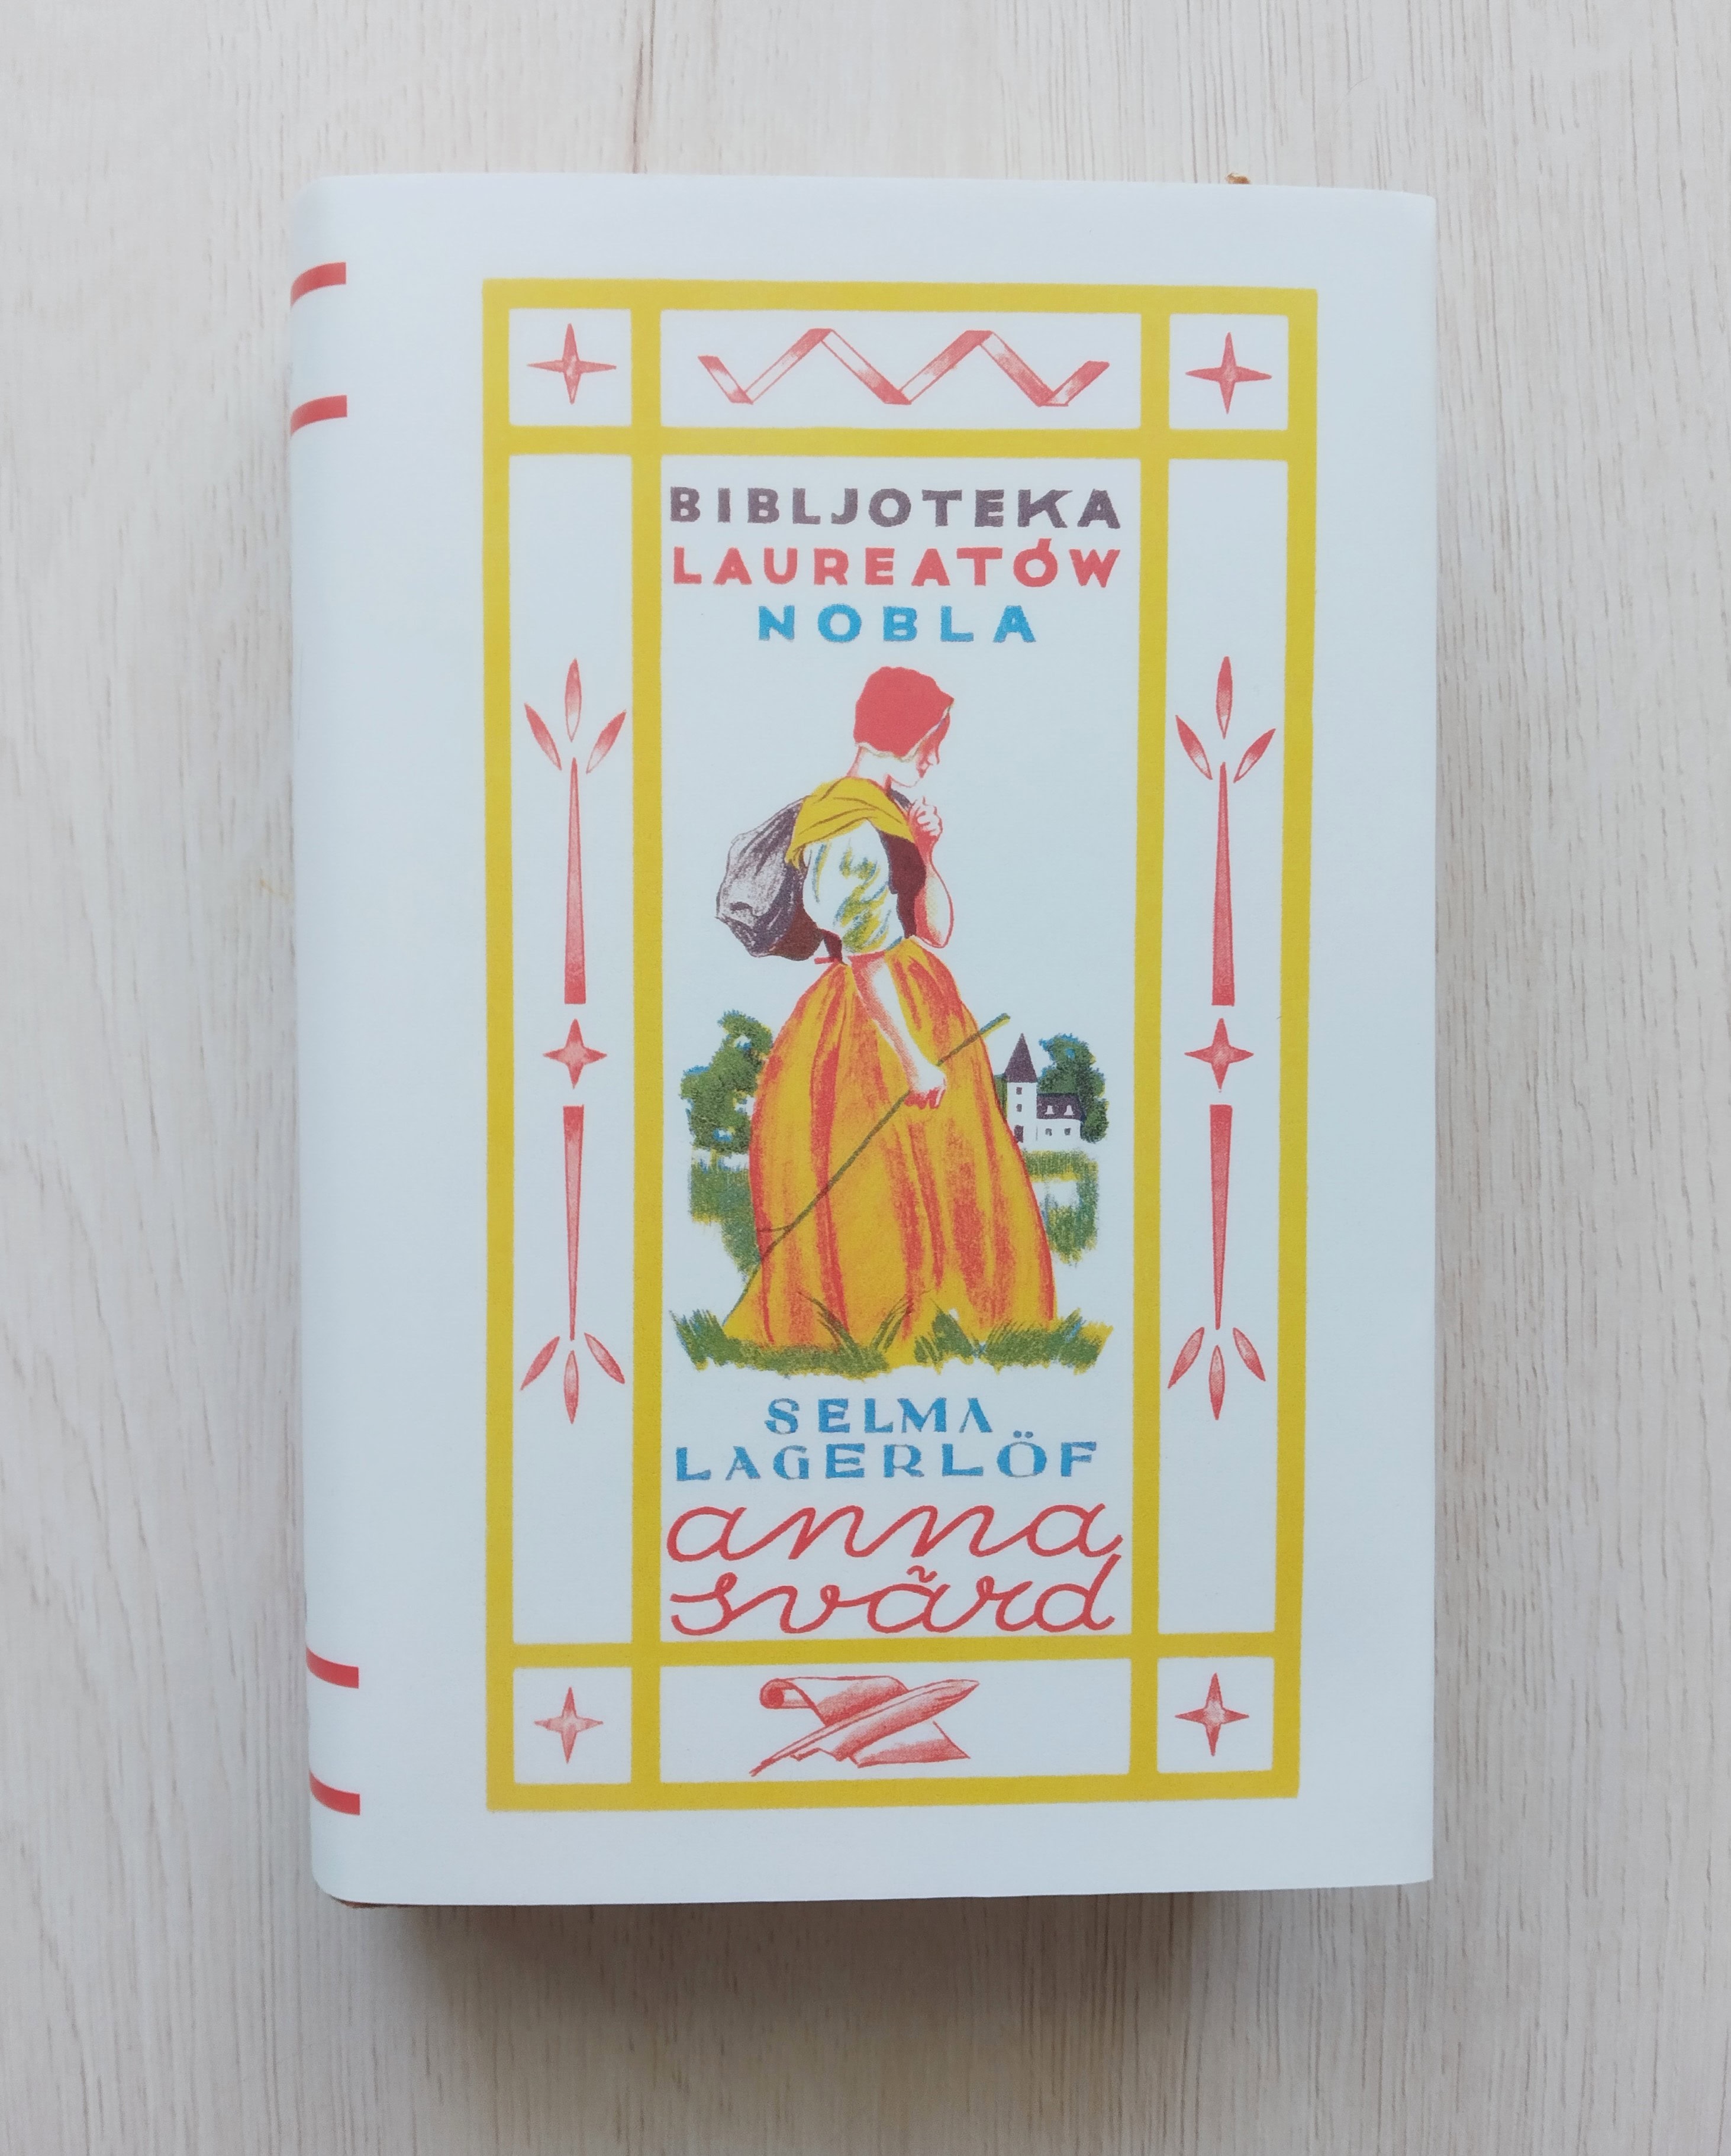 BIBLJOTEKA
LAUREATÓW
NOBLA
SELMA
LAGERLÖF
anna
svärd